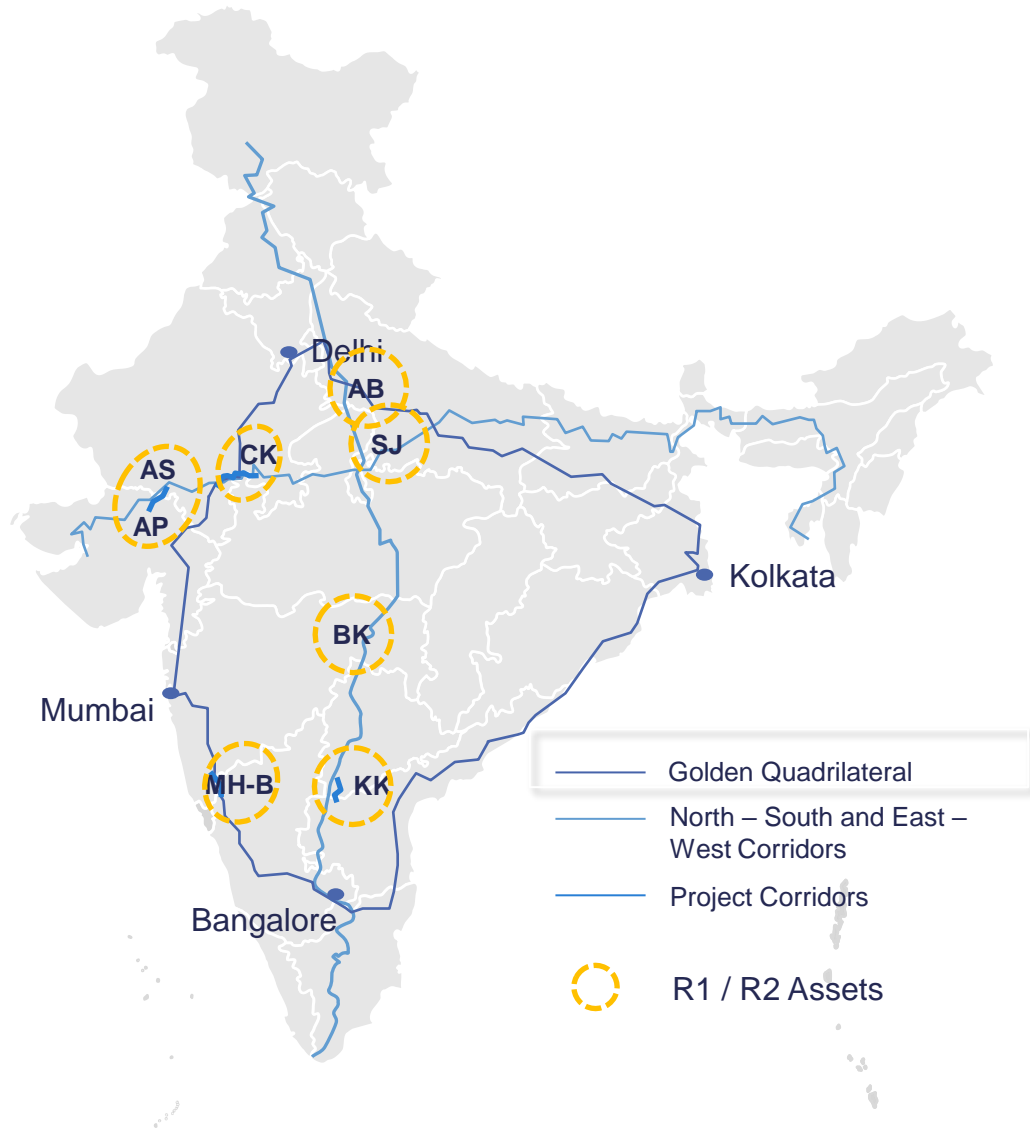 Delhi
AB
SJ
CK
AS
AP
Kolkata
BK
Mumbai
MH-B
KK
Bangalore
Golden Quadrilateral
North – South and East –
West Corridors
Project Corridors
R1 / R2 Assets